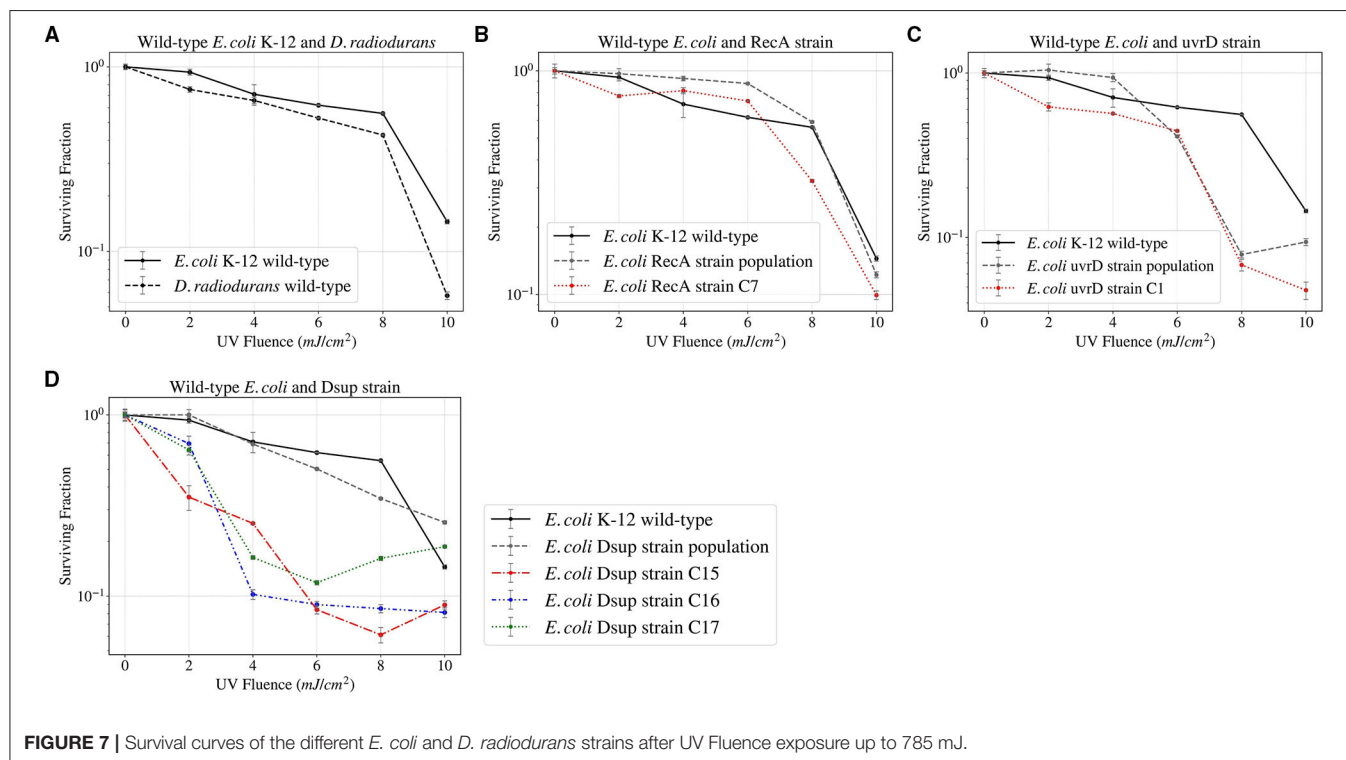 A
Wild-type E. coli K-12 and D. radiodurans
10⁰
10⁻¹
Surviving Fraction
0 2 4 6 8 10
UV Fluence (mJ/cm²)
E. coli K-12 wild-type
D. radiodurans wild-type
B
Wild-type E. coli and RecA strain
10⁰
10⁻¹
Surviving Fraction
0 2 4 6 8 10
UV Fluence (mJ/cm²)
E. coli K-12 wild-type
E. coli RecA strain population
E. coli RecA strain C7
C
Wild-type E. coli and uvrD strain
10⁰
10⁻¹
Surviving Fraction
0 2 4 6 8 10
UV Fluence (mJ/cm²)
E. coli K-12 wild-type
E. coli uvrD strain population
E. coli uvrD strain C1
D
Wild-type E. coli and Dsup strain
10⁰
10⁻¹
Surviving Fraction
0 2 4 6 8 10
UV Fluence (mJ/cm²)
E. coli K-12 wild-type
E. coli Dsup strain population
E. coli Dsup strain C15
E. coli Dsup strain C16
E. coli Dsup strain C17
FIGURE 7 | Survival curves of the different E. coli and D. radiodurans strains after UV Fluence exposure up to 785 mJ.